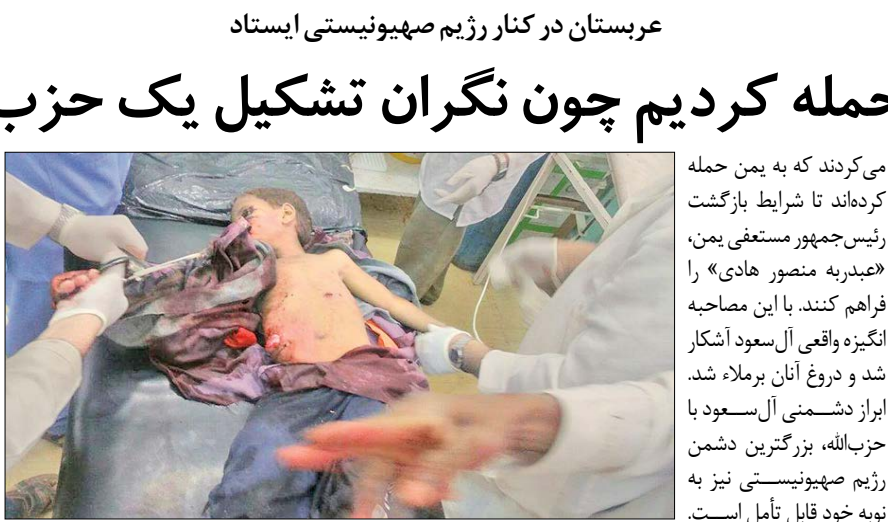 عربستان در کنار رژیم صهیونیستی ایستاد
حمله کردیم چون نگران تشکیل یک حزب
می‌کردند که به یمن حمله
کرده‌اند تا شرایط بازگشت
رئیس‌جمهور مستعفی یمن،
«عبدربه منصور هادی» را
فراهم کنند. با این مصاحبه
انگیزه واقعی آل‌سعود آشکار
شد و دروغ آنان برملاء شد.
ابراز دشـــمنی آل‌ســـعود با
حزب‌الله، بزرگترین دشمن
رژیم صهیونیســـتی نیز به
نوبه خود قابل تأمل اســـت.